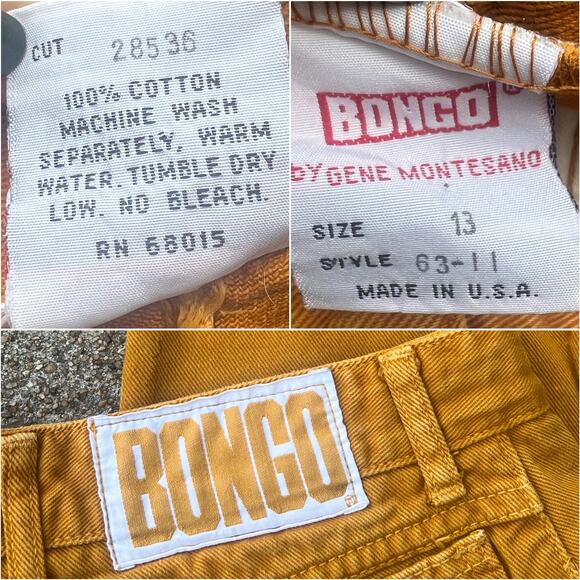 CUT 28536
100% COTTON
MACHINE WASH
SEPARATELY. WARM
WATER. TUMBLE DRY
LOW. NO BLEACH.
RN 68015
BONGO
BY GENE MONTESANO
SIZE 13
STYLE 63-11
MADE IN U.S.A.
BONGO